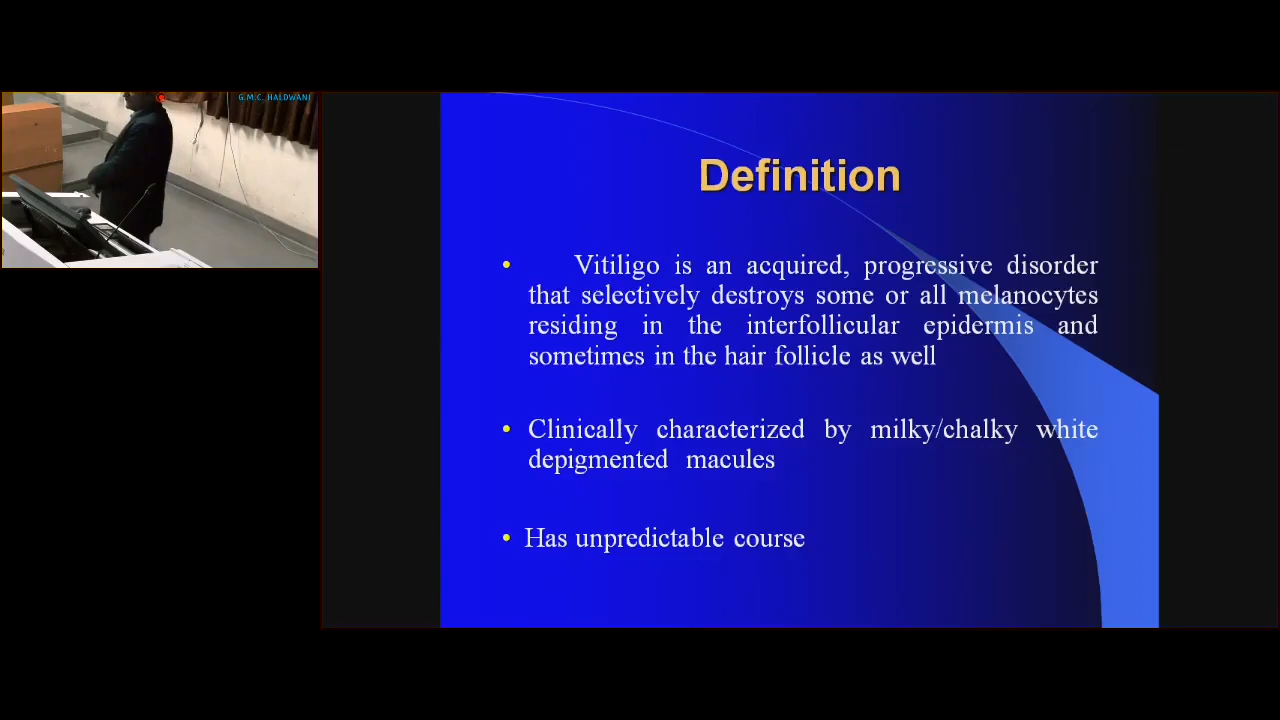 G.M.C. HALDWANI
Definition
• Vitiligo is an acquired, progressive disorder
that selectively destroys some or all melanocytes
residing in the interfollicular epidermis and
sometimes in the hair follicle as well
• Clinically characterized by milky/chalky white
depigmented macules
• Has unpredictable course